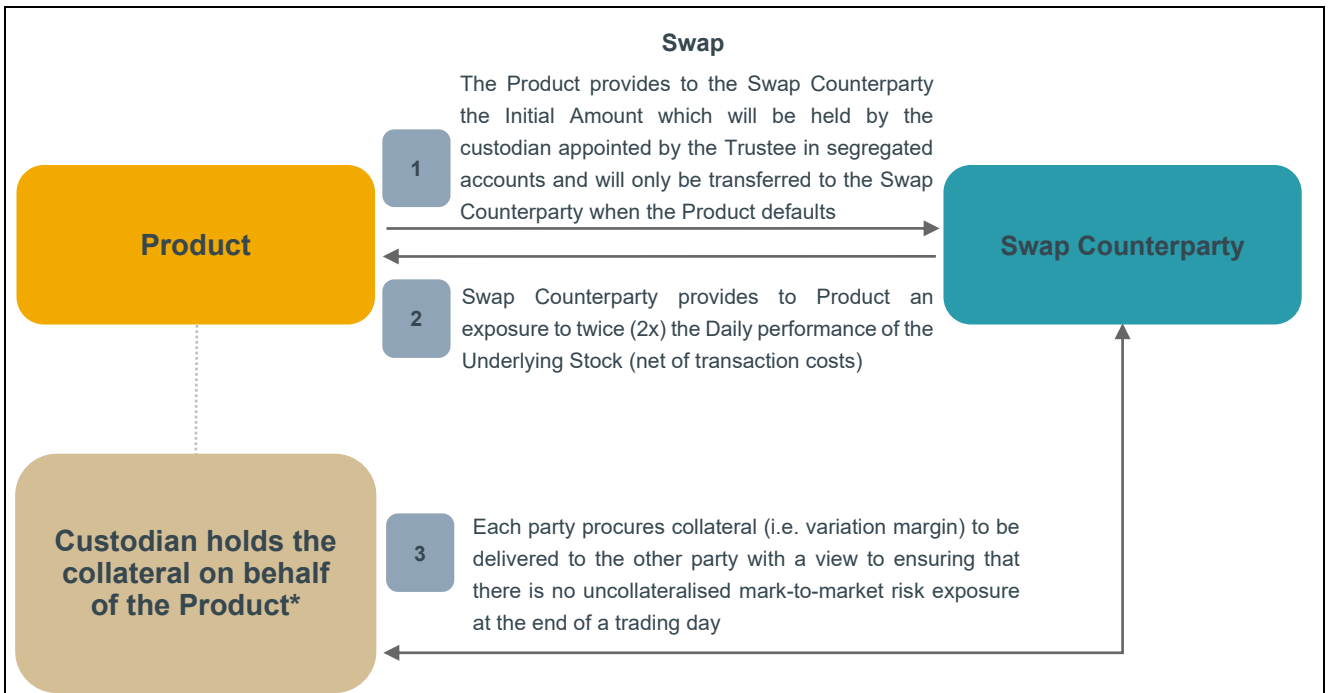 Swap
The Product provides to the Swap Counterparty
the Initial Amount which will be held by the
custodian appointed by the Trustee in segregated
accounts and will only be transferred to the Swap
Counterparty when the Product defaults
1
Product
Swap Counterparty
2
Swap Counterparty provides to Product an
exposure to twice (2x) the Daily performance of the
Underlying Stock (net of transaction costs)
Custodian holds the
collateral on behalf
of the Product*
3
Each party procures collateral (i.e. variation margin) to be
delivered to the other party with a view to ensuring that
there is no uncollateralised mark-to-market risk exposure
at the end of a trading day